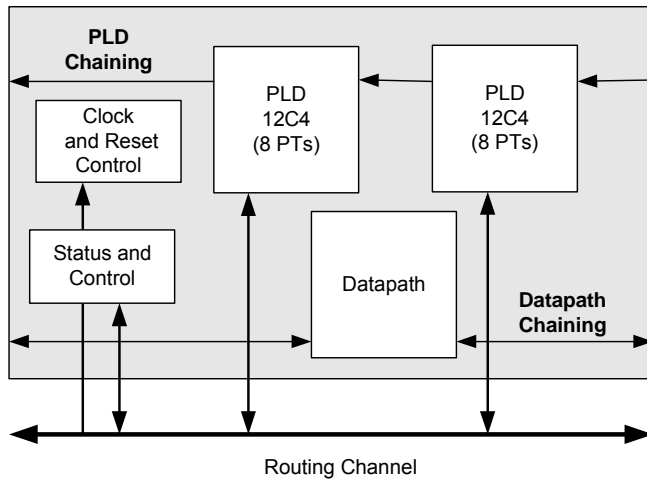 PLD
Chaining
PLD
12C4
(8 PTs)
PLD
12C4
(8 PTs)
Clock
and Reset
Control
Status and
Control
Datapath
Datapath
Chaining
Routing Channel